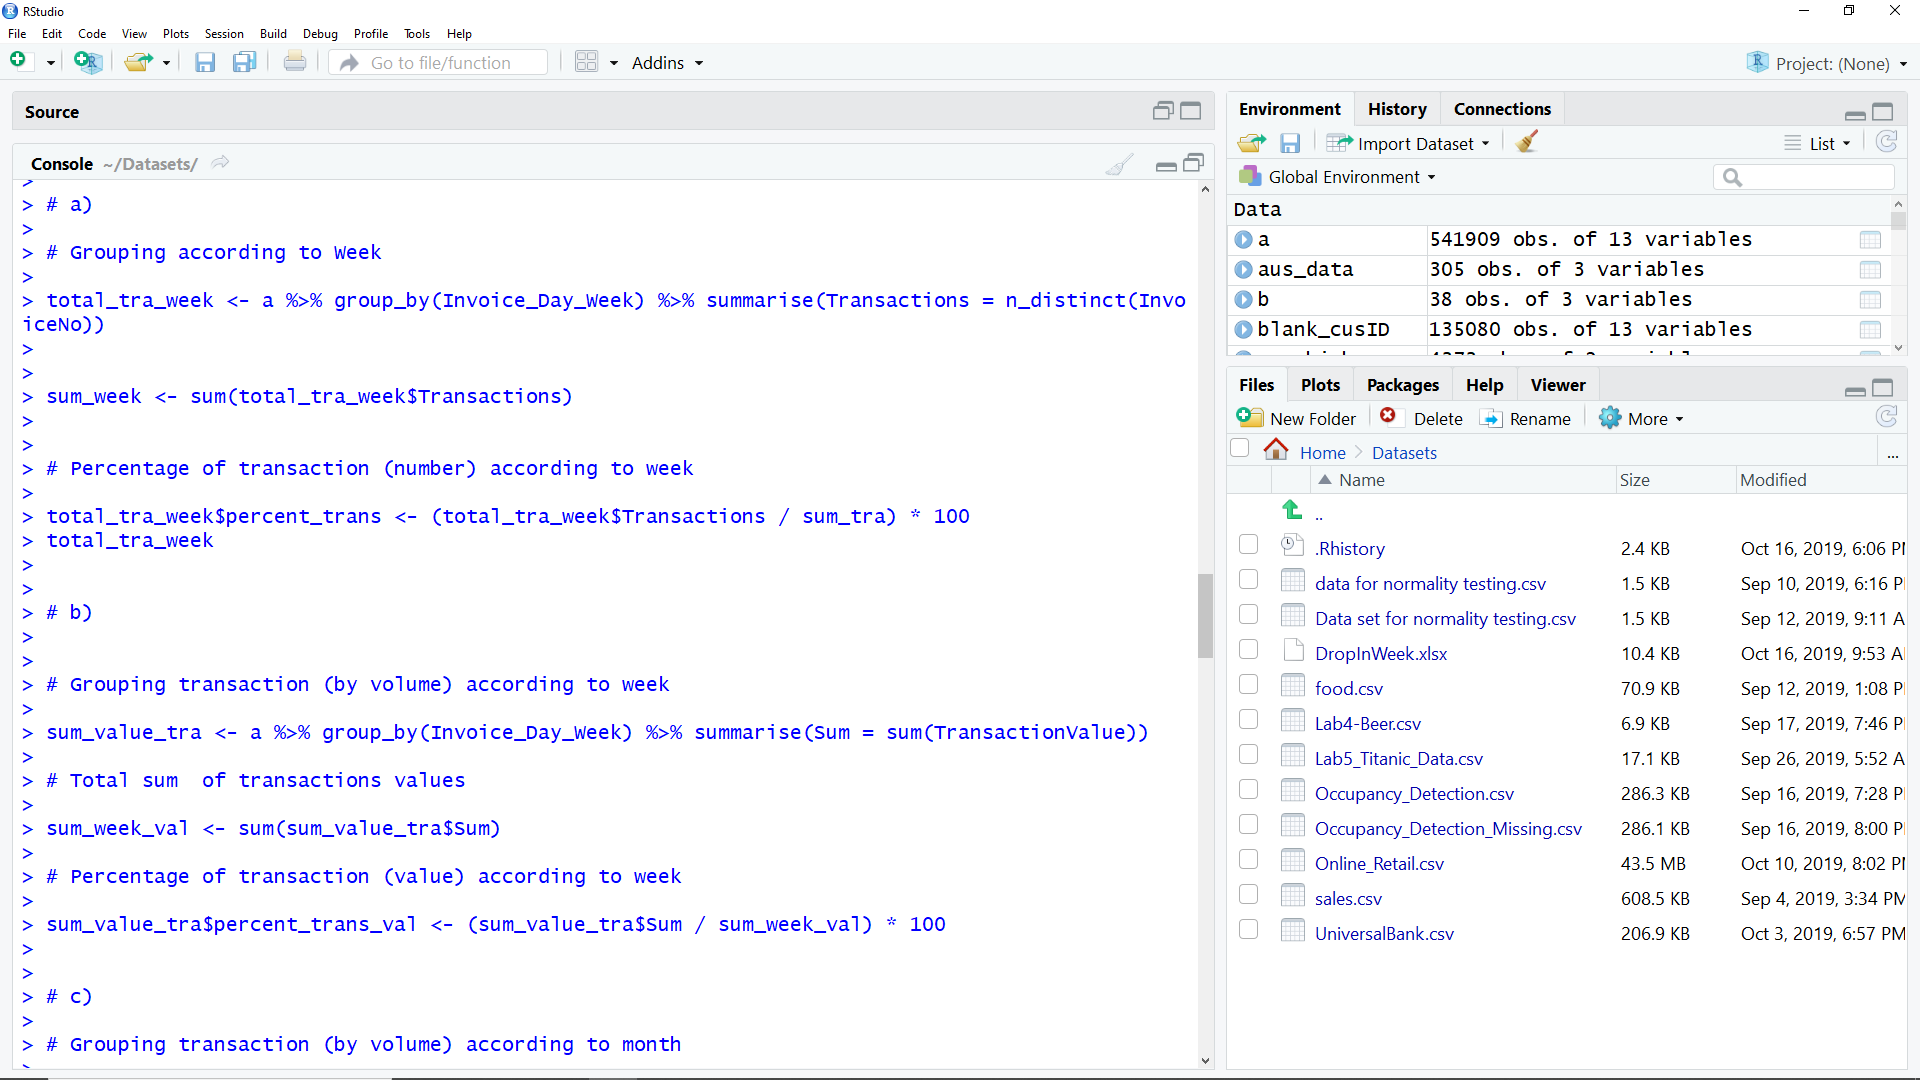 RStudio
File Edit Code View Plots Session Build Debug Profile Tools Help
Go to file/function
Addins
Project: (None)
Source
Console ~/Datasets/
>
> # a)
>
> # Grouping according to Week
>
> total_tra_week <- a %>% group_by(Invoice_Day_Week) %>% summarise(Transactions = n_distinct(Invo
iceNo))
>
>
> sum_week <- sum(total_tra_week$Transactions)
>
>
> # Percentage of transaction (number) according to week
>
> total_tra_week$percent_trans <- (total_tra_week$Transactions / sum_tra) * 100
> total_tra_week
>
>
> # b)
>
>
> # Grouping transaction (by volume) according to week
>
> sum_value_tra <- a %>% group_by(Invoice_Day_Week) %>% summarise(Sum = sum(TransactionValue))
>
> # Total sum  of transactions values
>
> sum_week_val <- sum(sum_value_tra$Sum)
>
> # Percentage of transaction (value) according to week
>
> sum_value_tra$percent_trans_val <- (sum_value_tra$Sum / sum_week_val) * 100
>
>
> # c)
>
> # Grouping transaction (by volume) according to month
>
Environment History Connections
Import Dataset
List
Global Environment
Data
a 541909 obs. of 13 variables
aus_data 305 obs. of 3 variables
b 38 obs. of 3 variables
blank_cusID 135080 obs. of 13 variables
Files Plots Packages Help Viewer
New Folder Delete Rename More
Home Datasets ...
Name Size Modified
..
.Rhistory 2.4 KB Oct 16, 2019, 6:06 P
data for normality testing.csv 1.5 KB Sep 10, 2019, 6:16 P
Data set for normality testing.csv 1.5 KB Sep 12, 2019, 9:11 A
DropInWeek.xlsx 10.4 KB Oct 16, 2019, 9:53 A
food.csv 70.9 KB Sep 12, 2019, 1:08 P
Lab4-Beer.csv 6.9 KB Sep 17, 2019, 7:46 P
Lab5_Titanic_Data.csv 17.1 KB Sep 26, 2019, 5:52 A
Occupancy_Detection.csv 286.3 KB Sep 16, 2019, 7:28 P
Occupancy_Detection_Missing.csv 286.1 KB Sep 16, 2019, 8:00 P
Online_Retail.csv 43.5 MB Oct 10, 2019, 8:02 P
sales.csv 608.5 KB Sep 4, 2019, 3:34 PM
UniversalBank.csv 206.9 KB Oct 3, 2019, 6:57 PM